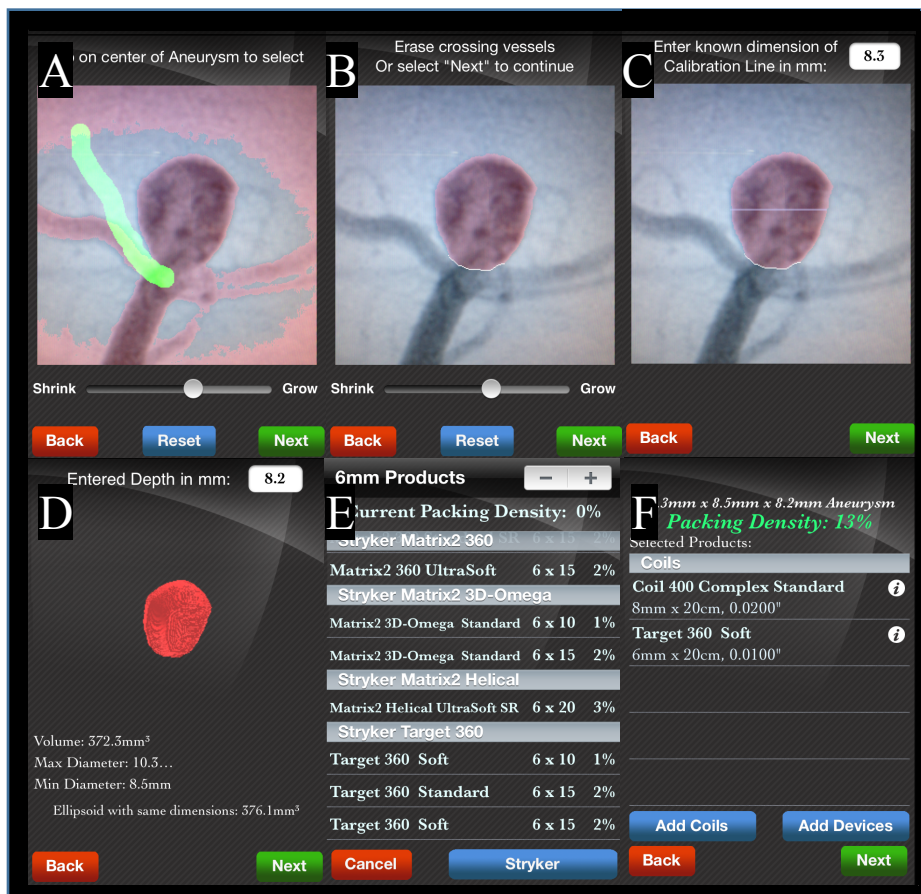 A
on center of Aneurysm to select
Shrink
Grow
Back
Reset
Next
B
Erase crossing vessels
Or select "Next" to continue
Shrink
Grow
Back
Reset
Next
C
Enter known dimension of
Calibration Line in mm:
8.3
Back
Next
D
Entered Depth in mm: 8.2
Volume: 372.3mm³
Max Diameter: 10.3…
Min Diameter: 8.5mm
Ellipsoid with same dimensions: 376.1mm³
Back
Next
E
6mm Products - +
Current Packing Density: 0%
Stryker Matrix2 360 SR 6 x 15 2%
Matrix2 360 UltraSoft 6 x 15 2%
Stryker Matrix2 3D-Omega
Matrix2 3D-Omega Standard 6 x 10 1%
Matrix2 3D-Omega Standard 6 x 15 2%
Stryker Matrix2 Helical
Matrix2 Helical UltraSoft SR 6 x 20 3%
Stryker Target 360
Target 360 Soft 6 x 10 1%
Target 360 Standard 6 x 15 2%
Target 360 Soft 6 x 15 2%
Cancel
Stryker
F
.3mm x 8.5mm x 8.2mm Aneurysm
Packing Density: 13%
Selected Products:
Coils
Coil 400 Complex Standard i
8mm x 20cm, 0.0200"
Target 360 Soft i
6mm x 20cm, 0.0100"
Add Coils
Add Devices
Back
Next